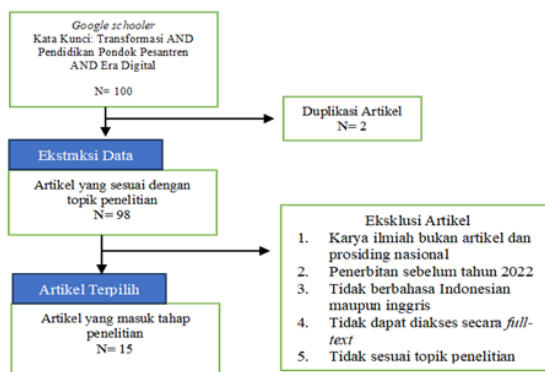 Google schooler
Kata Kunci: Transformasi AND
Pendidikan Pondok Pesantren
AND Era Digital
N= 100
Duplikasi Artikel
N= 2
Ekstraksi Data
Artikel yang sesuai dengan
topik penelitian
N= 98
Eksklusi Artikel
1. Karya ilmiah bukan artikel dan
prosiding nasional
2. Penerbitan sebelum tahun 2022
3. Tidak berbahasa Indonesian
maupun inggris
4. Tidak dapat diakses secara full-
text
5. Tidak sesuai topik penelitian
Artikel Terpilih
Artikel yang masuk tahap
penelitian
N= 15